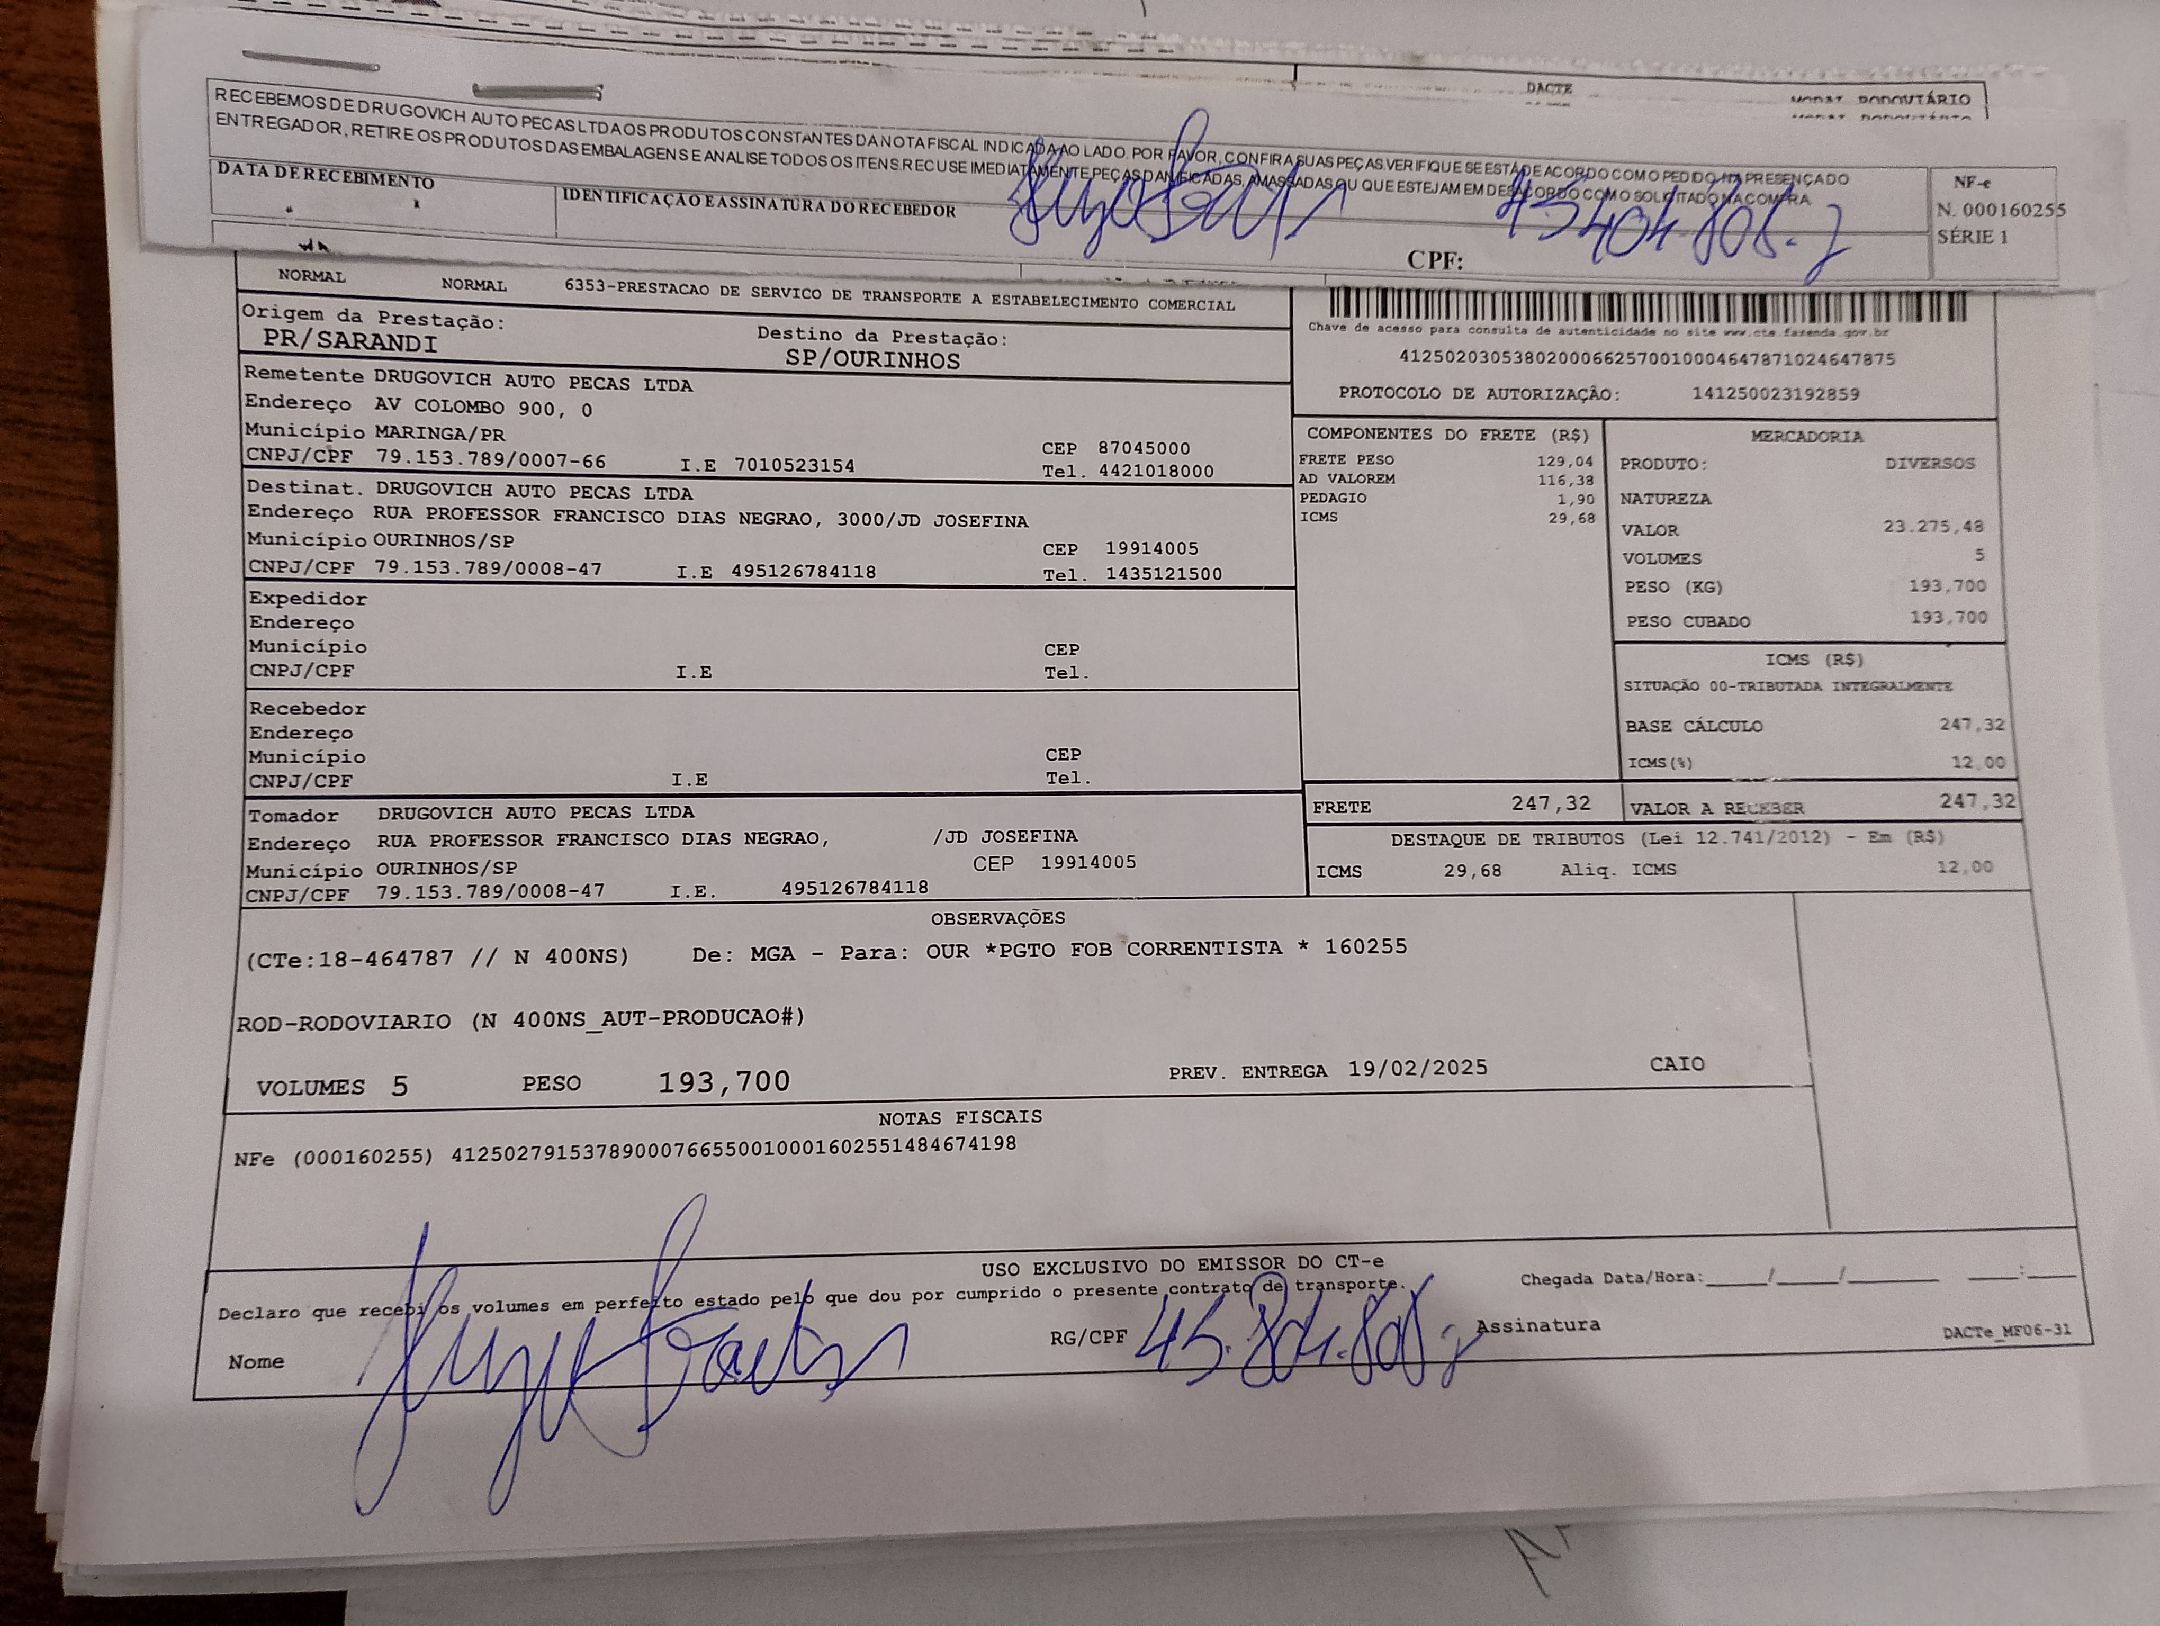 DACTE
RODOVIÁRIO
RECEBEMOS DE DRUGOVICH AUTO PECAS LTDA OS PRODUTOS CONSTANTES DA NOTA FISCAL INDICADA AO LADO. POR FAVOR, CONFIRA SUAS PEÇAS. VERIFIQUE SE ESTÁ DE ACORDO COM O PEDIDO. NA PRESENÇA DO
ENTREGADOR, RETIRE OS PRODUTOS DAS EMBALAGENS E ANALISE TODOS OS ITENS. RECUSE IMEDIATAMENTE PEÇAS DANIFICADAS, AMASSADAS OU QUE ESTEJAM EM DESACORDO COM O SOLICITADO NA COMPRA.
DATA DE RECEBIMENTO
IDENTIFICAÇÃO E ASSINATURA DO RECEBEDOR
CPF:
NF-e
N. 000160255
SÉRIE 1
NORMAL NORMAL 6353-PRESTACAO DE SERVICO DE TRANSPORTE A ESTABELECIMENTO COMERCIAL
Origem da Prestação: Destino da Prestação:
PR/SARANDI SP/OURINHOS
Chave de acesso para consulta de autenticidade no site www.cte.fazenda.gov.br
41250203053802000662570010004647871024647875
PROTOCOLO DE AUTORIZAÇÃO: 141250023192859
Remetente DRUGOVICH AUTO PECAS LTDA
Endereço AV COLOMBO 900, 0
Município MARINGA/PR CEP 87045000
CNPJ/CPF 79.153.789/0007-66 I.E 7010523154 Tel. 4421018000
Destinat. DRUGOVICH AUTO PECAS LTDA
Endereço RUA PROFESSOR FRANCISCO DIAS NEGRAO, 3000/JD JOSEFINA
Município OURINHOS/SP CEP 19914005
CNPJ/CPF 79.153.789/0008-47 I.E 495126784118 Tel. 1435121500
Expedidor
Endereço
Município CEP
CNPJ/CPF I.E Tel.
Recebedor
Endereço
Município CEP
CNPJ/CPF I.E Tel.
Tomador DRUGOVICH AUTO PECAS LTDA
Endereço RUA PROFESSOR FRANCISCO DIAS NEGRAO, /JD JOSEFINA
Município OURINHOS/SP CEP 19914005
CNPJ/CPF 79.153.789/0008-47 I.E. 495126784118
COMPONENTES DO FRETE (R$)
FRETE PESO 129,04
AD VALOREM 116,38
PEDAGIO 1,90
ICMS 29,68
MERCADORIA
PRODUTO: DIVERSOS
NATUREZA
VALOR 23.275,48
VOLUMES 5
PESO (KG) 193,700
PESO CUBADO 193,700
ICMS (R$)
SITUAÇÃO 00-TRIBUTADA INTEGRALMENTE
BASE CÁLCULO 247,32
ICMS(%) 12,00
FRETE 247,32 VALOR A RECEBER 247,32
DESTAQUE DE TRIBUTOS (Lei 12.741/2012) - Em (R$)
ICMS 29,68 Aliq. ICMS 12,00
OBSERVAÇÕES
(CTe:18-464787 // N 400NS) De: MGA - Para: OUR *PGTO FOB CORRENTISTA * 160255
ROD-RODOVIARIO (N 400NS_AUT-PRODUCAO#)
VOLUMES 5 PESO 193,700 PREV. ENTREGA 19/02/2025 CAIO
NOTAS FISCAIS
NFe (000160255) 41250279153789000766550010001602551484674198
USO EXCLUSIVO DO EMISSOR DO CT-e
Declaro que recebi os volumes em perfeito estado pelo que dou por cumprido o presente contrato de transporte. Chegada Data/Hora:_____/_____/________ ____:____
Nome RG/CPF Assinatura
DACTe_MF06-31